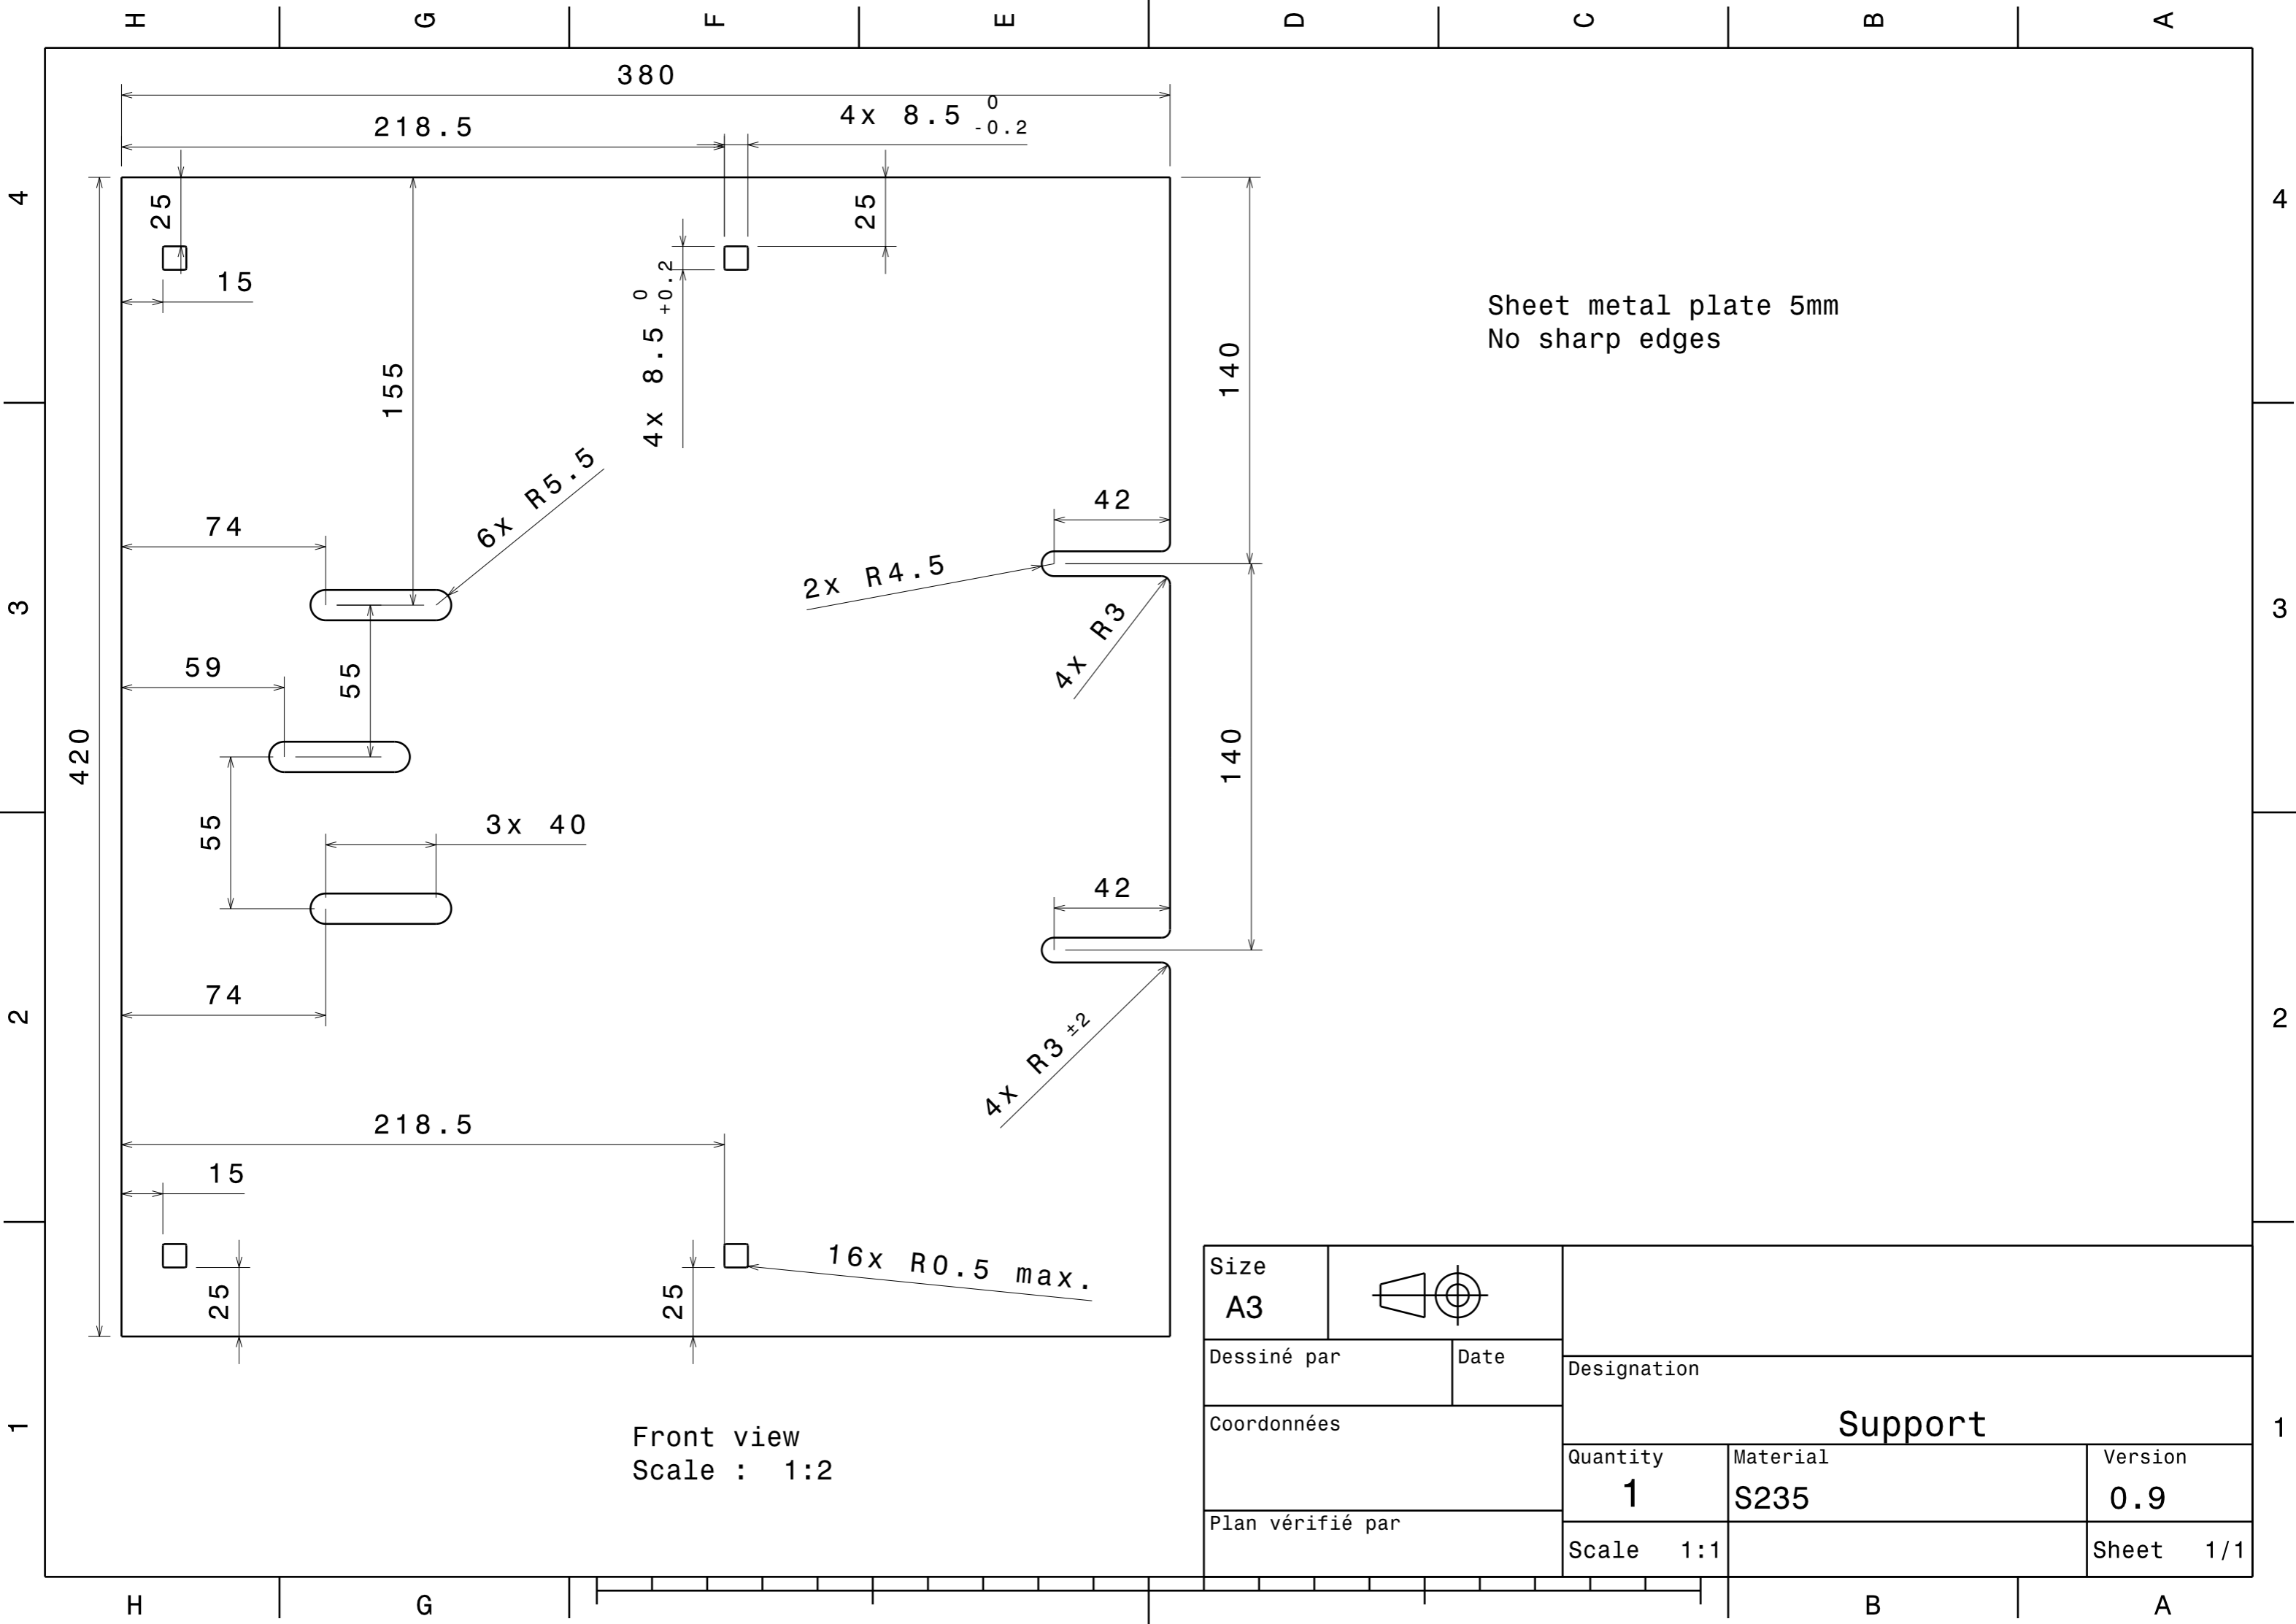 H G F E D C B A
380
4x 8.5 0 -0.2
218.5
4
4
25
25
15
4x 8.5 0 +0.2
Sheet metal plate 5mm
No sharp edges
140
155
6x R5.5
42
74
2x R4.5
3
3
4x R3
59
55
420
140
55
3x 40
42
74
2
2
4x R3 ±2
218.5
15
16x R0.5 max.
25
25
Size
A3
Dessiné par
Date
Designation
Support
Coordonnées
1
1
Front view
Scale : 1:2
Quantity
1
Material
S235
Version
0.9
Plan vérifié par
Scale 1:1
Sheet 1/1
H G B A